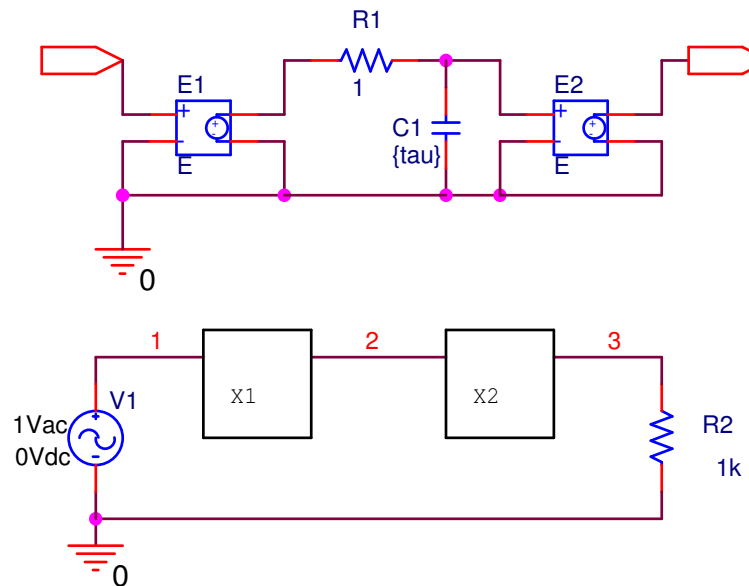 R1
E1
E2
+
+
-
1
C1
{tau}
+
+
-
-
E
-
E
0
1
2
3
V1
X1
X2
1Vac
0Vdc
+
-
R2
1k
0